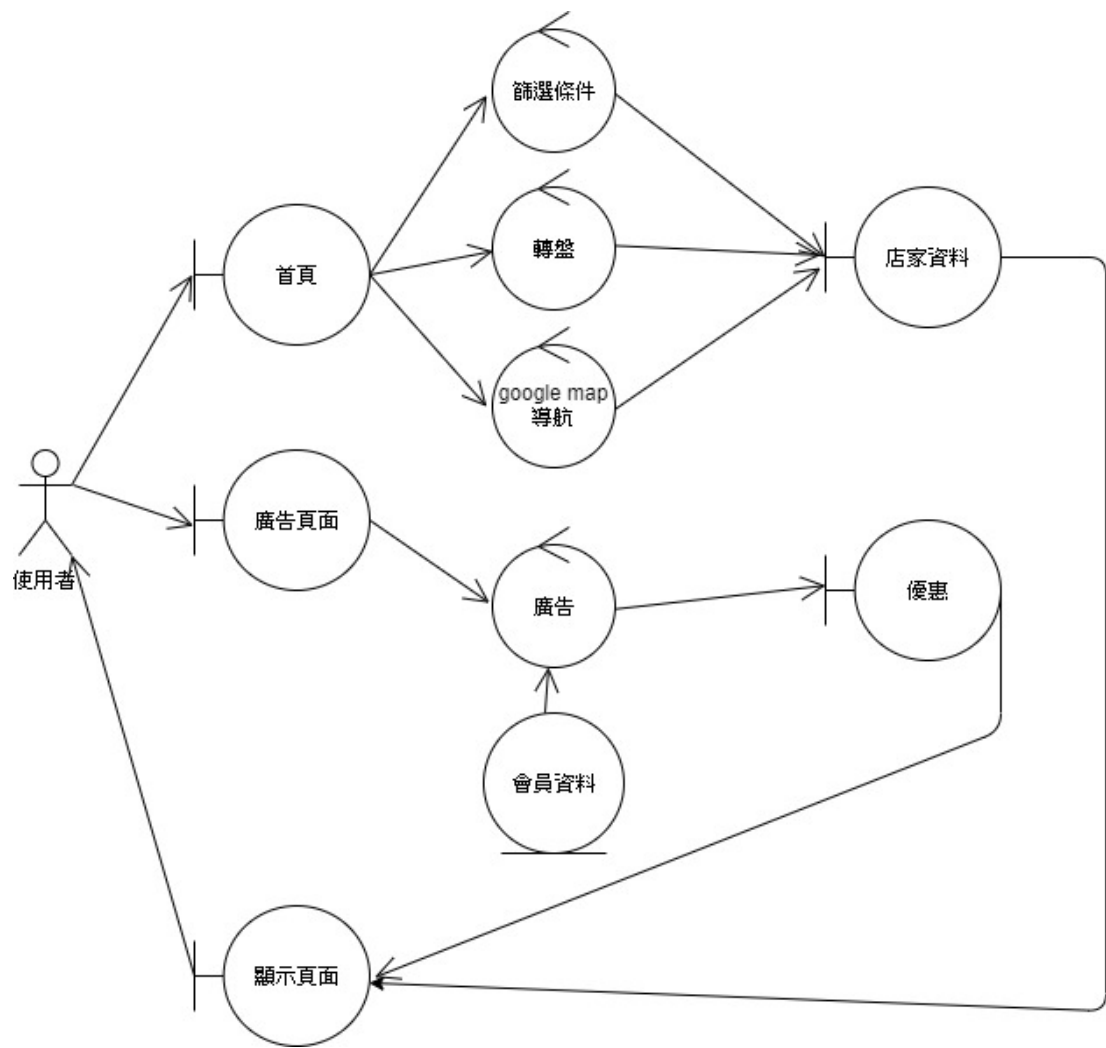 篩選條件
首頁
轉盤
店家資料
google map
導航
使用者
廣告頁面
廣告
優惠
會員資料
顯示頁面